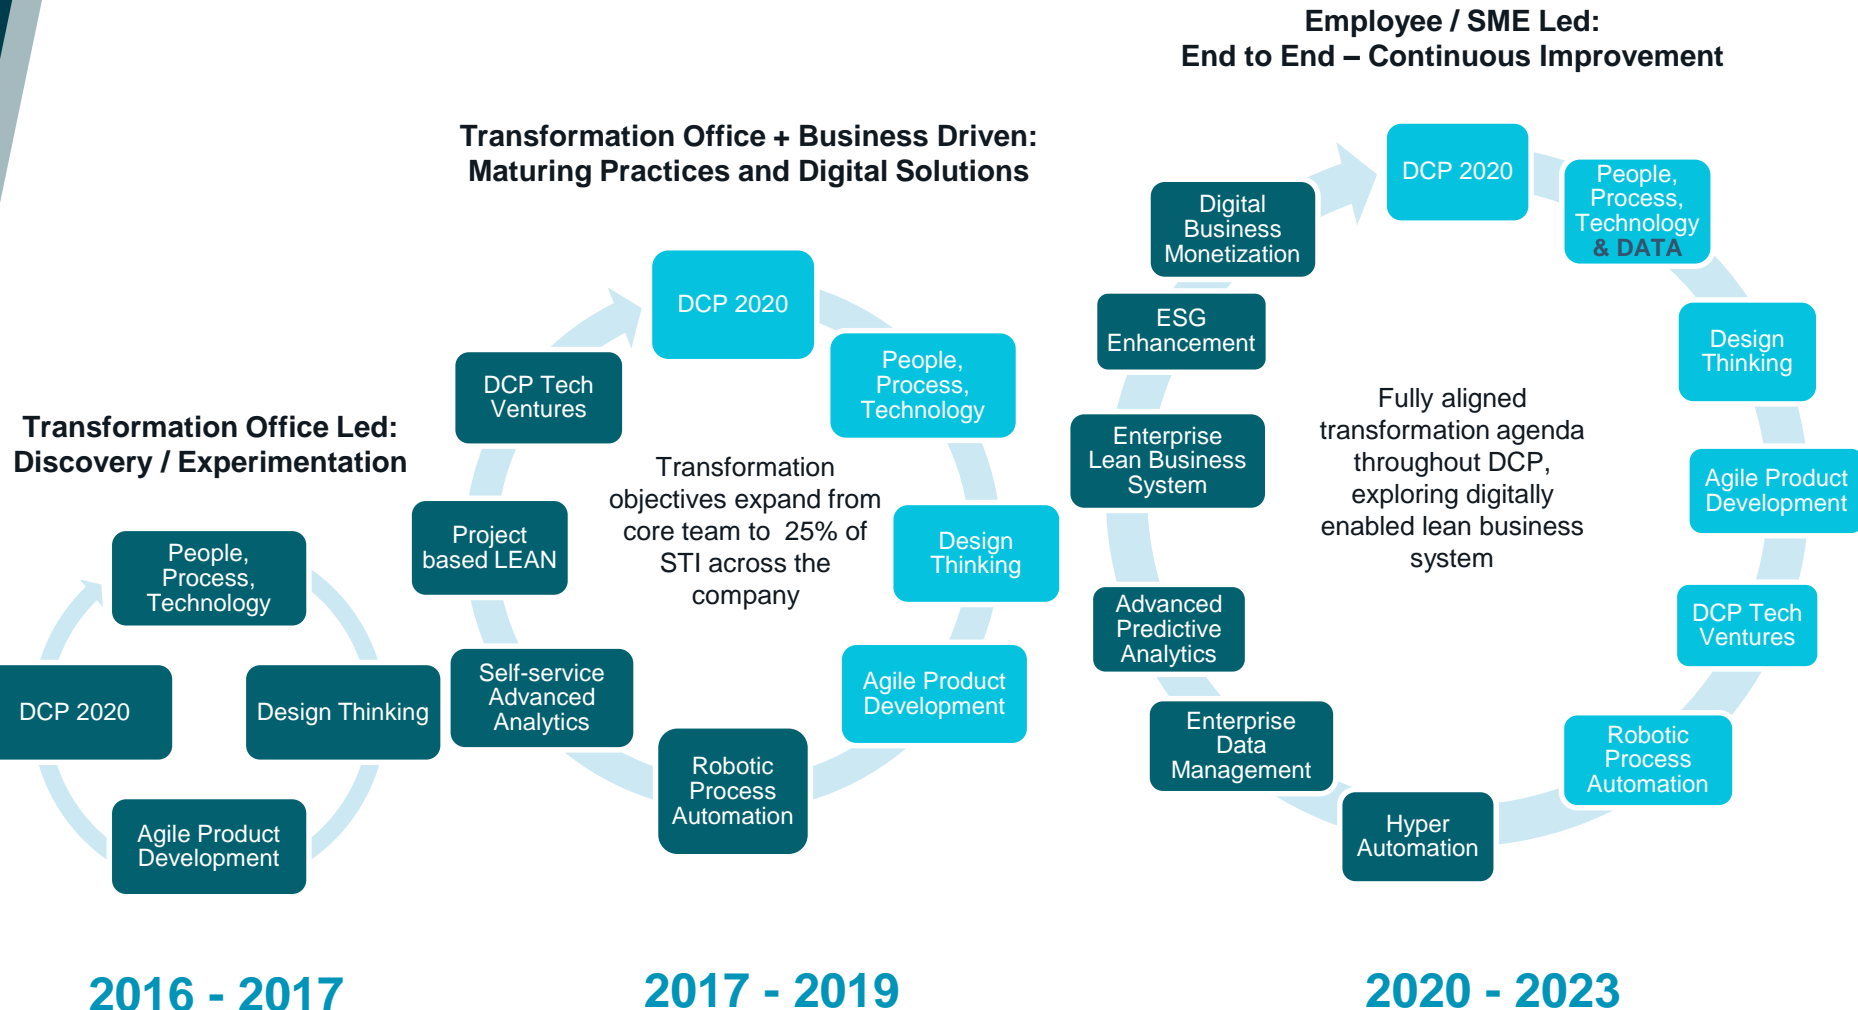 Transformation Office Led:
Discovery / Experimentation
People,
Process,
Technology
Design Thinking
Agile Product
Development
DCP 2020
2016 - 2017
Transformation Office + Business Driven:
Maturing Practices and Digital Solutions
DCP 2020
People,
Process,
Technology
Design
Thinking
Agile Product
Development
Robotic
Process
Automation
Self-service
Advanced
Analytics
Project
based LEAN
DCP Tech
Ventures
Transformation
objectives expand from
core team to  25% of
STI across the
company
2017 - 2019
Employee / SME Led:
End to End – Continuous Improvement
DCP 2020
People,
Process,
Technology
& DATA
Design
Thinking
Agile Product
Development
DCP Tech
Ventures
Robotic
Process
Automation
Hyper
Automation
Enterprise
Data
Management
Advanced
Predictive
Analytics
Enterprise
Lean Business
System
ESG
Enhancement
Digital
Business
Monetization
Fully aligned
transformation agenda
throughout DCP,
exploring digitally
enabled lean business
system
2020 - 2023